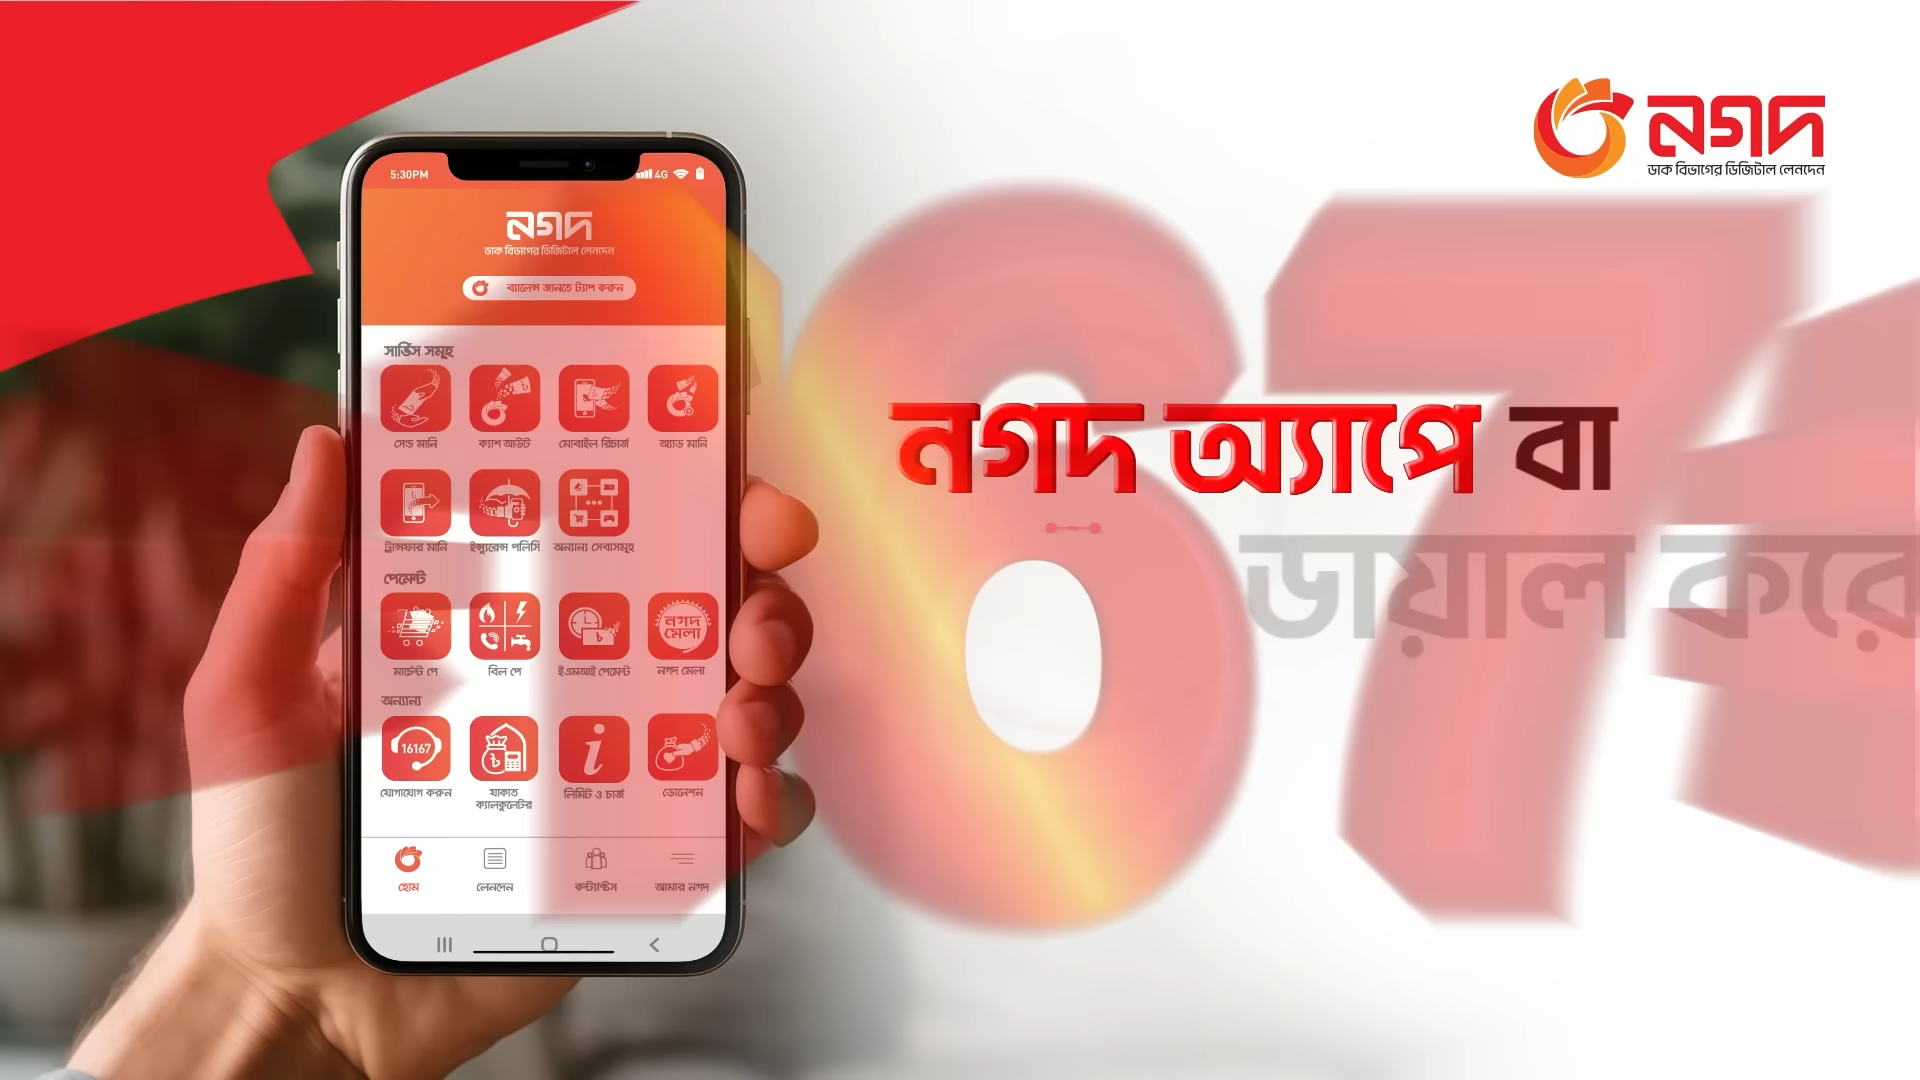 5:30PM
4G
নগদ
ডাক বিভাগের ডিজিটাল লেনদেন
ব্যালেন্স জানতে ট্যাপ করুন
সার্ভিস সমূহ
সেন্ড মানি
ক্যাশ আউট
মোবাইল রিচার্জ
অ্যাড মানি
ট্রান্সফার মানি
ইন্স্যুরেন্স পলিসি
অন্যান্য সেবাসমূহ
পেমেন্ট
নগদ
মেলা
মার্চেন্ট পে
বিল পে
ইএমআই পেমেন্ট
নগদ মেলা
অন্যান্য
16167
যোগাযোগ করুন
যাকাত
ক্যালকুলেটর
লিমিট ও চার্জ
ডোনেশন
হোম
লেনদেন
কন্ট্যাক্টস
আমার নগদ
নগদ
ডাক বিভাগের ডিজিটাল লেনদেন
67
নগদ অ্যাপে বা
ডায়াল করে